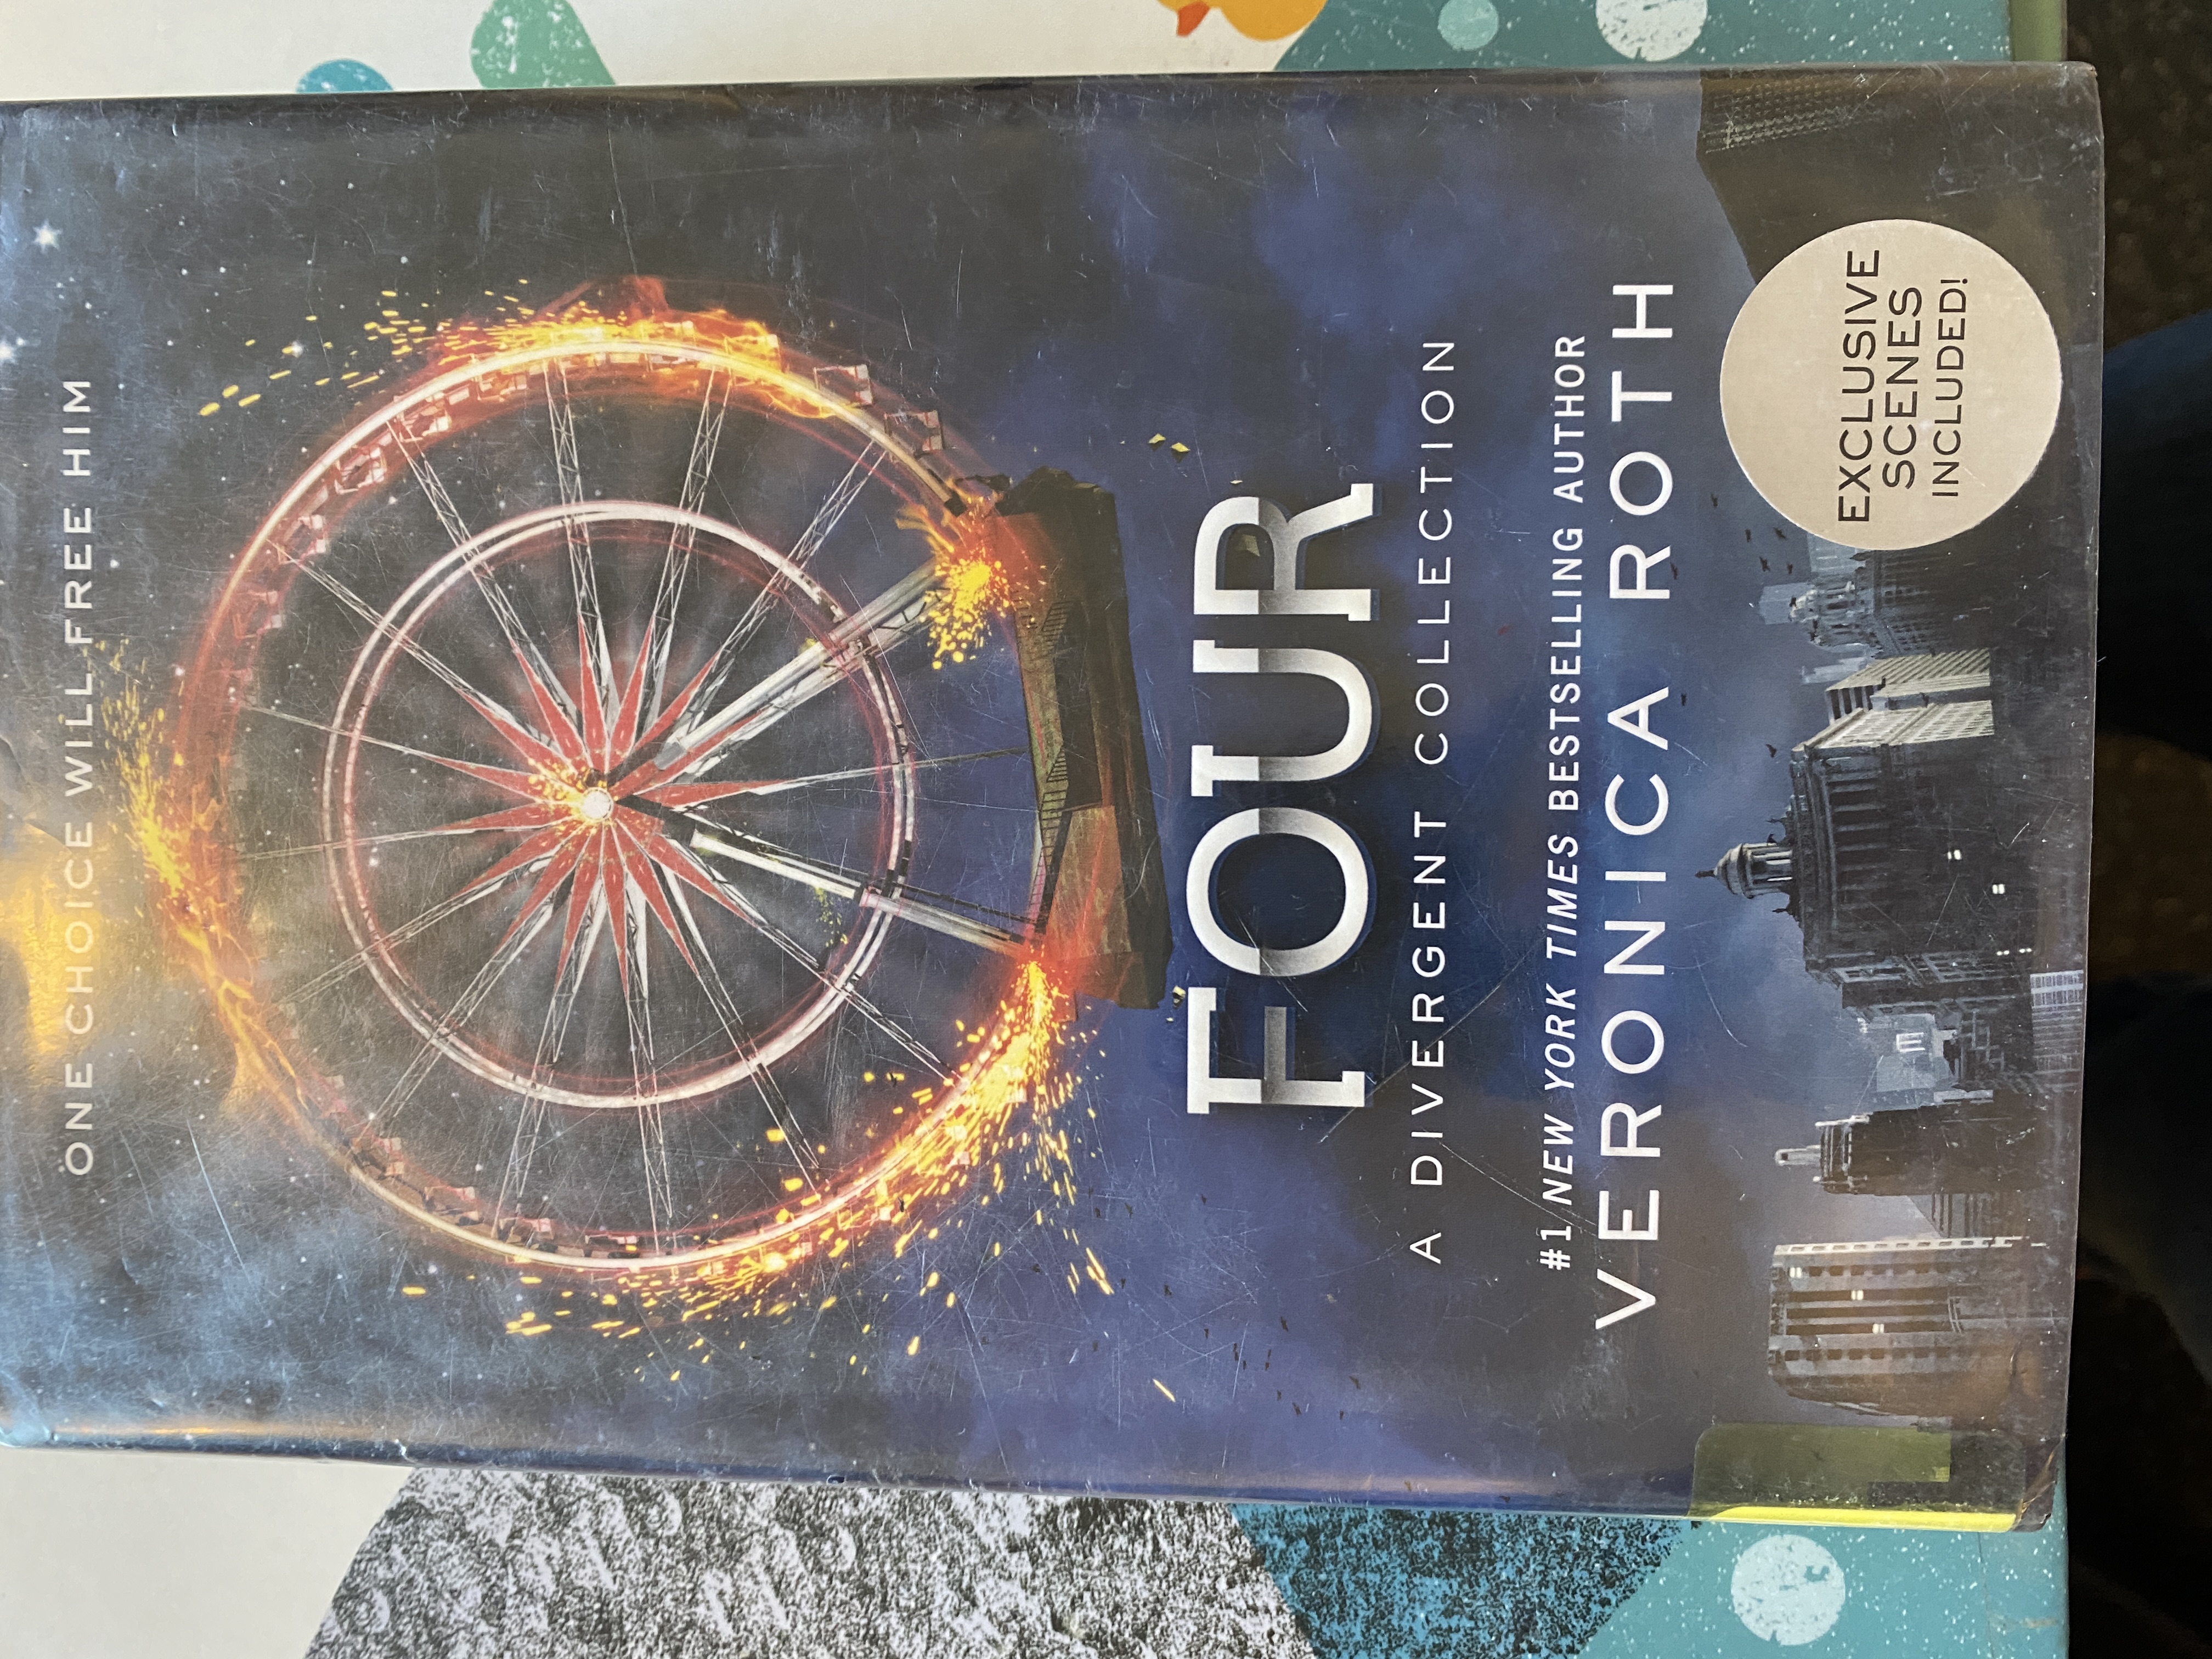 ONE CHOICE WILL FREE HIM
FOUR
A DIVERGENT COLLECTION
#1 NEW YORK TIMES BESTSELLING AUTHOR
VERONICA ROTH
EXCLUSIVE
SCENES
INCLUDED!